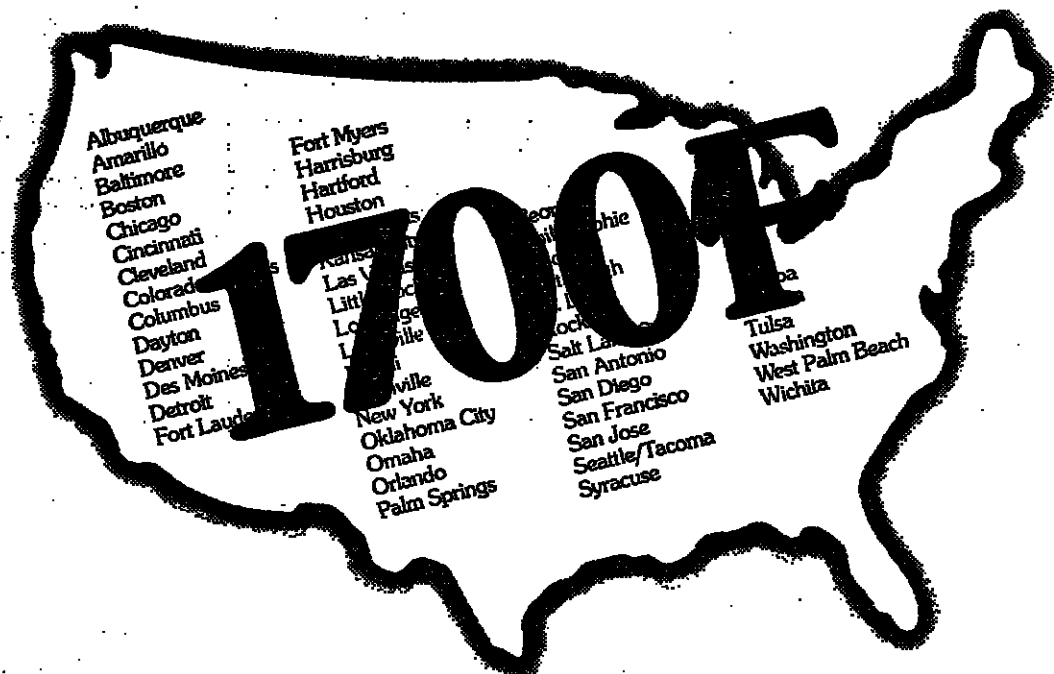 Albuquerque
Amarillo
Baltimore
Boston
Chicago
Cincinnati
Cleveland
Columbus
Dayton
Denver
Des Moines
Detroit
Fort
Fort Myers
Harrisburg
Hartford
Houston
Las
New York
Oklahoma City
Omaha
Orlando
Palm Springs
Salt
San Antonio
San Diego
San Francisco
San Jose
Seattle/Tacoma
Syracuse
Tulsa
Washington
West Palm Beach
Wichita
1700F